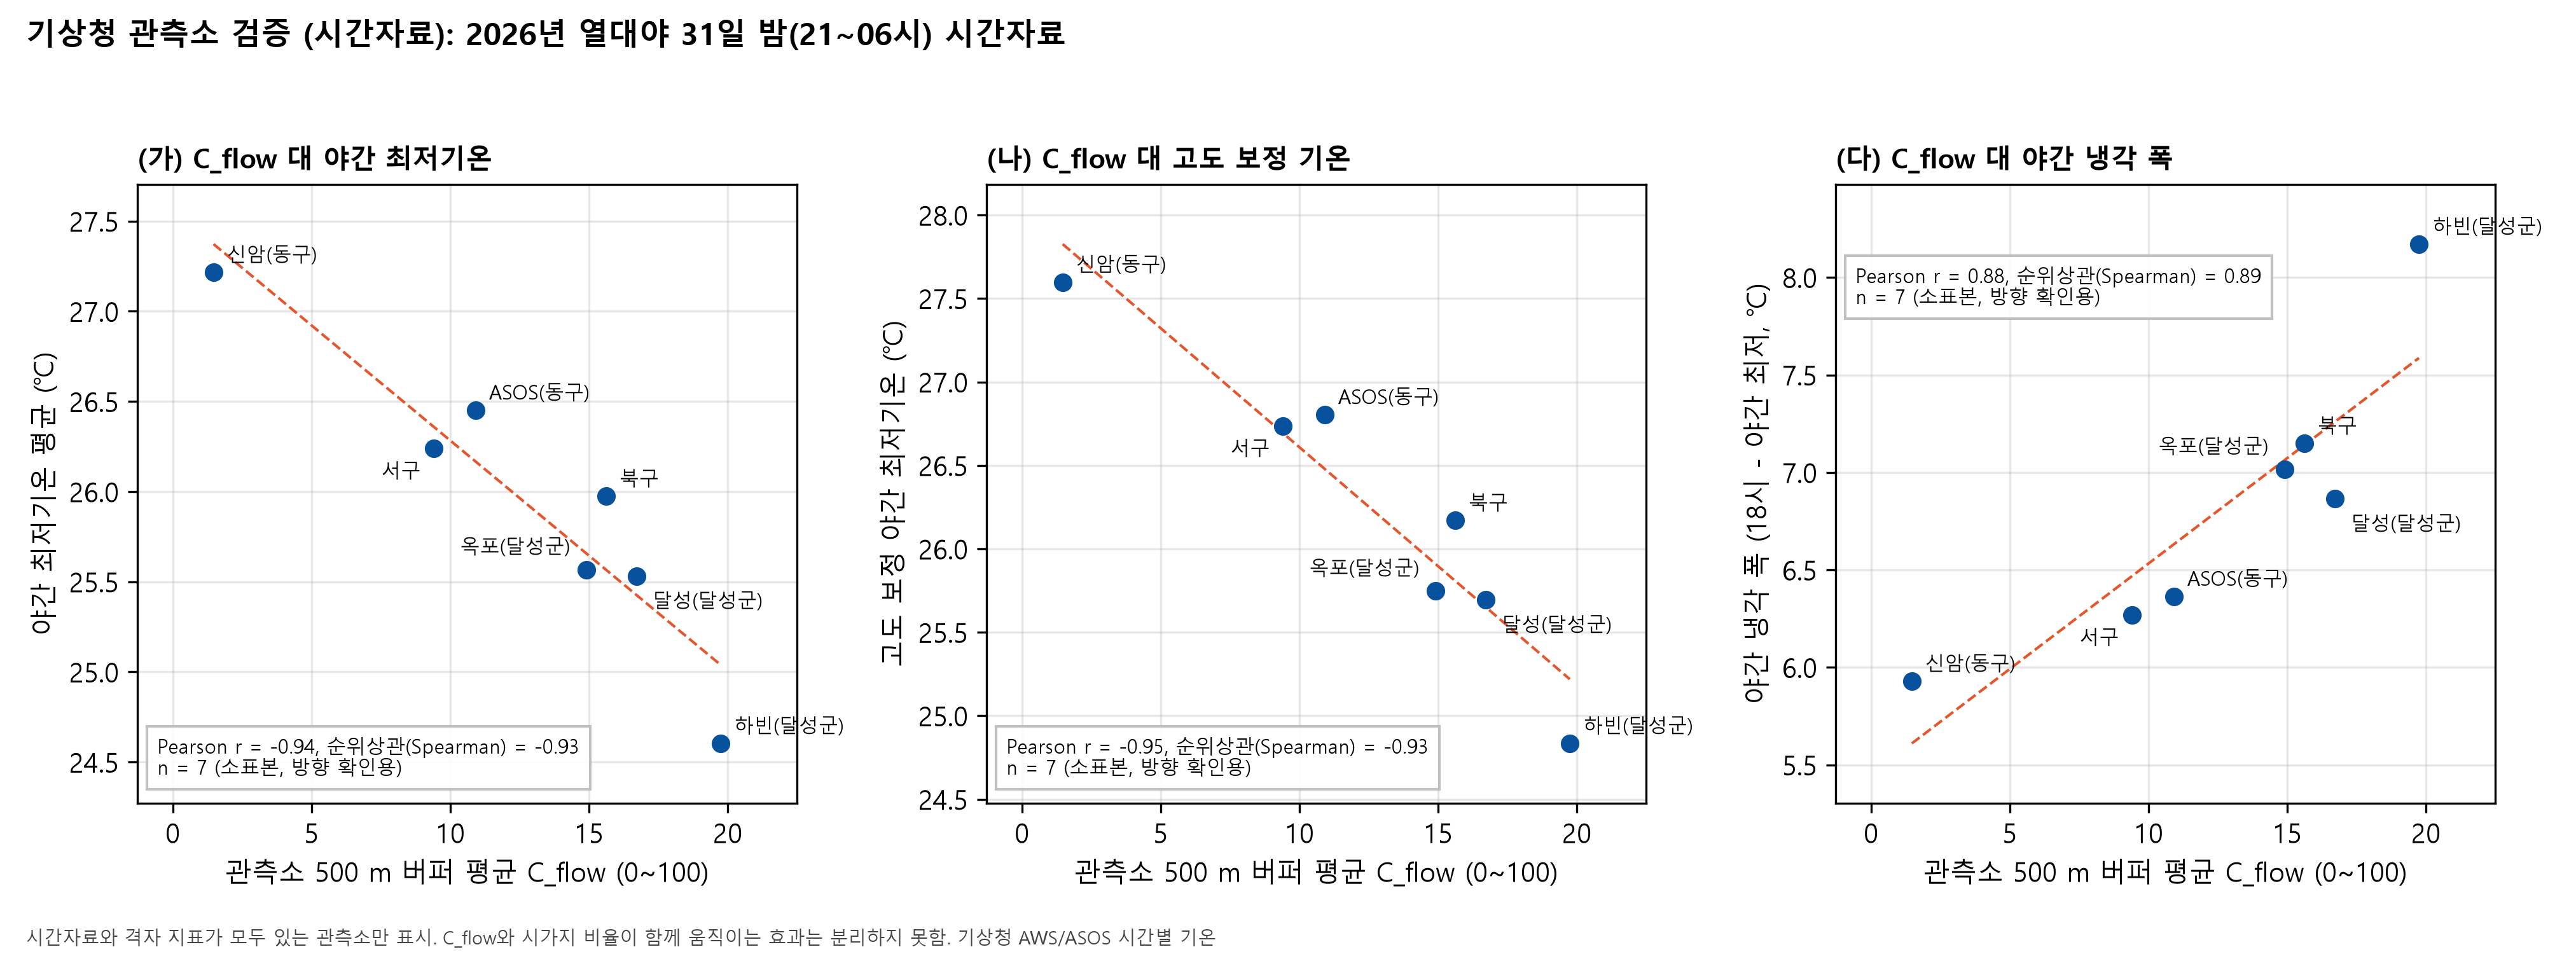 기상청 관측소 검증 (시간자료): 2026년 열대야 31일 밤(21~06시) 시간자료
(가) C_flow 대 야간 최저기온
야간 최저기온 평균 (℃)
27.5
27.0
26.5
26.0
25.5
25.0
24.5
신암(동구)
ASOS(동구)
서구
북구
옥포(달성군)
달성(달성군)
하빈(달성군)
Pearson r = -0.94, 순위상관(Spearman) = -0.93
n = 7 (소표본, 방향 확인용)
0 5 10 15 20
관측소 500 m 버퍼 평균 C_flow (0~100)
(나) C_flow 대 고도 보정 기온
고도 보정 야간 최저기온 (℃)
28.0
27.5
27.0
26.5
26.0
25.5
25.0
24.5
신암(동구)
ASOS(동구)
서구
북구
옥포(달성군)
달성(달성군)
하빈(달성군)
Pearson r = -0.95, 순위상관(Spearman) = -0.93
n = 7 (소표본, 방향 확인용)
0 5 10 15 20
관측소 500 m 버퍼 평균 C_flow (0~100)
(다) C_flow 대 야간 냉각 폭
야간 냉각 폭 (18시 - 야간 최저, ℃)
8.0
7.5
7.0
6.5
6.0
5.5
하빈(달성군)
Pearson r = 0.88, 순위상관(Spearman) = 0.89
n = 7 (소표본, 방향 확인용)
북구
옥포(달성군)
달성(달성군)
ASOS(동구)
서구
신암(동구)
0 5 10 15 20
관측소 500 m 버퍼 평균 C_flow (0~100)
시간자료와 격자 지표가 모두 있는 관측소만 표시. C_flow와 시가지 비율이 함께 움직이는 효과는 분리하지 못함. 기상청 AWS/ASOS 시간별 기온